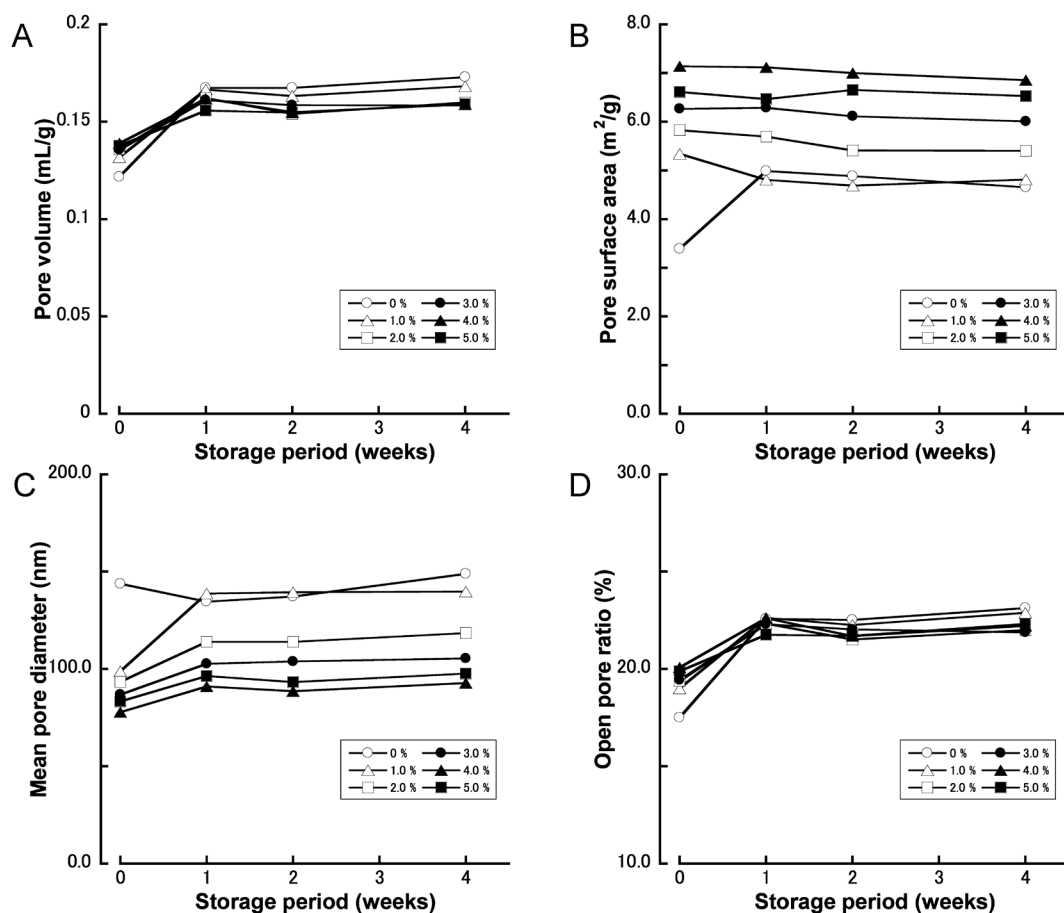 A
Pore volume (mL/g)
0.2
0.15
0.1
0.05
0
0 1 2 3 4
Storage period (weeks)
0 % 3.0 %
1.0 % 4.0 %
2.0 % 5.0 %
B
Pore surface area (m²/g)
8.0
6.0
4.0
2.0
0.0
0 1 2 3 4
Storage period (weeks)
0 % 3.0 %
1.0 % 4.0 %
2.0 % 5.0 %
C
Mean pore diameter (nm)
200.0
100.0
0.0
0 1 2 3 4
Storage period (weeks)
0 % 3.0 %
1.0 % 4.0 %
2.0 % 5.0 %
D
Open pore ratio (%)
30.0
20.0
10.0
0 1 2 3 4
Storage period (weeks)
0 % 3.0 %
1.0 % 4.0 %
2.0 % 5.0 %